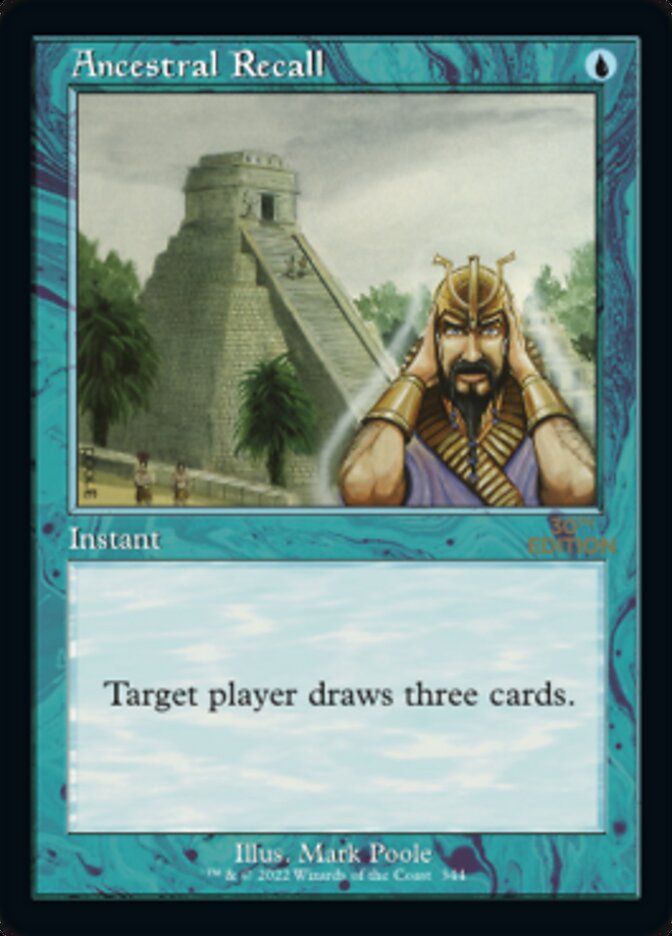 Ancestral Recall
Instant
30TH
EDITION
Target player draws three cards.
Illus. Mark Poole
™ & © 2022 Wizards of the Coast 344